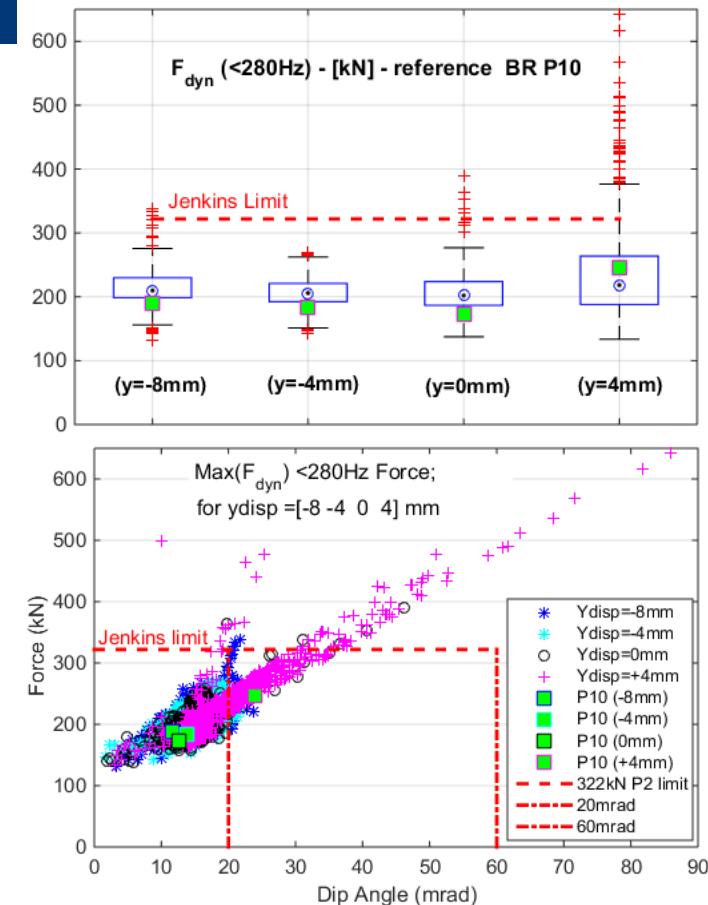 600
F_dyn (<280Hz) - [kN] - reference BR P10
500
400
Jenkins Limit
300
200
100
(y=-8mm) (y=-4mm) (y=0mm) (y=4mm)
0
600
Max(F_dyn) <280Hz Force;
for ydisp =[-8 -4 0 4] mm
500
400
Jenkins limit
300
200
100
0
Force (kN)
Ydisp=-8mm
Ydisp=-4mm
Ydisp=0mm
Ydisp=+4mm
P10 (-8mm)
P10 (-4mm)
P10 (0mm)
P10 (+4mm)
322kN P2 limit
20mrad
60mrad
0 10 20 30 40 50 60 70 80 90
Dip Angle (mrad)